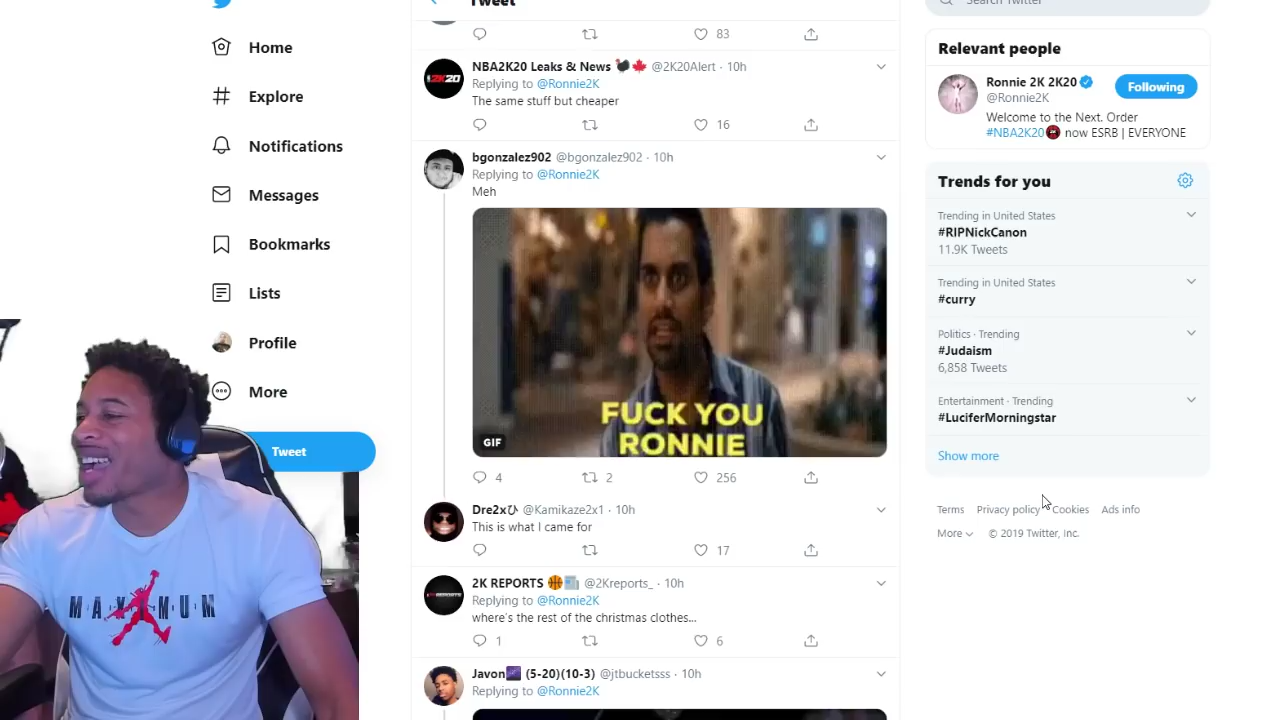 Home
Explore
Notifications
Messages
Bookmarks
Lists
Profile
More
Tweet
MAXIMUM
Tweet
83
NBA2K20 Leaks & News 🦃🍁 @2K20Alert · 10h
Replying to @Ronnie2K
The same stuff but cheaper
16
bgonzalez902 @bgonzalez902 · 10h
Replying to @Ronnie2K
Meh
FUCK YOU
RONNIE
GIF
4 2 256
Dre2xひ @Kamikaze2x1 · 10h
This is what I came for
17
2K REPORTS 🏀📰 @2Kreports_ · 10h
Replying to @Ronnie2K
where's the rest of the christmas clothes...
1 6
Javon🌌 (5-20)(10-3) @jtbucketsss · 10h
Replying to @Ronnie2K
Search Twitter
Relevant people
Ronnie 2K 2K20
@Ronnie2K
Following
Welcome to the Next. Order
#NBA2K20 now ESRB | EVERYONE
Trends for you
Trending in United States
#RIPNickCanon
11.9K Tweets
Trending in United States
#curry
Politics · Trending
#Judaism
6,858 Tweets
Entertainment · Trending
#LuciferMorningstar
Show more
Terms Privacy policy Cookies Ads info
More © 2019 Twitter, Inc.